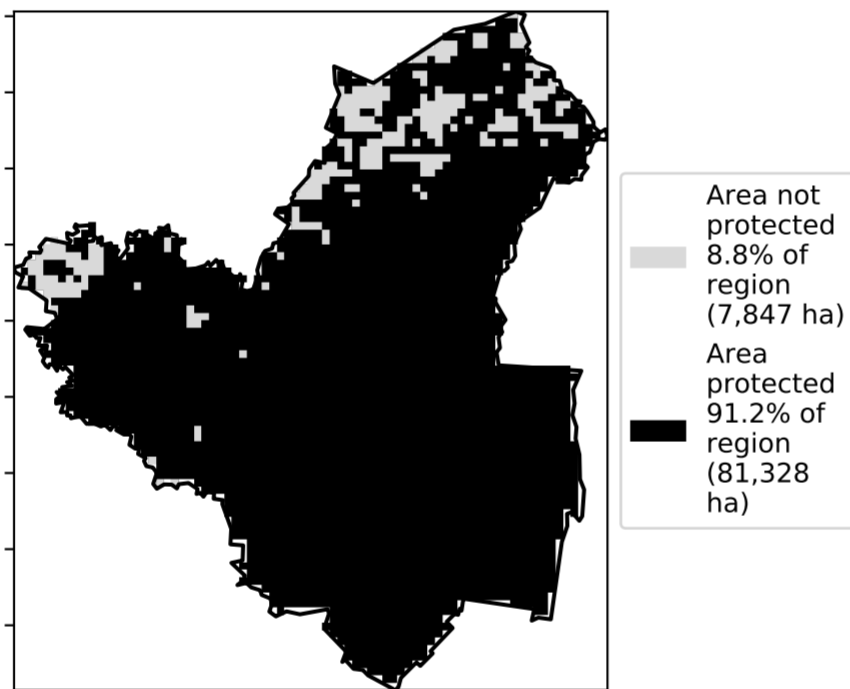 Area not
protected
8.8% of
region
(7,847 ha)
Area
protected
91.2% of
region
(81,328
ha)